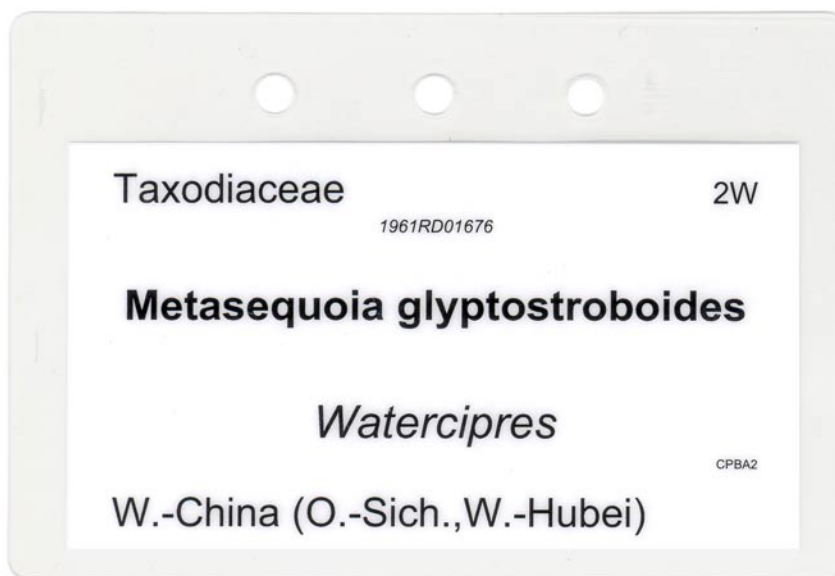 Taxodiaceae 2W
1961RD01676
Metasequoia glyptostroboides
Watercipres
CPBA2
W.-China (O.-Sich.,W.-Hubei)